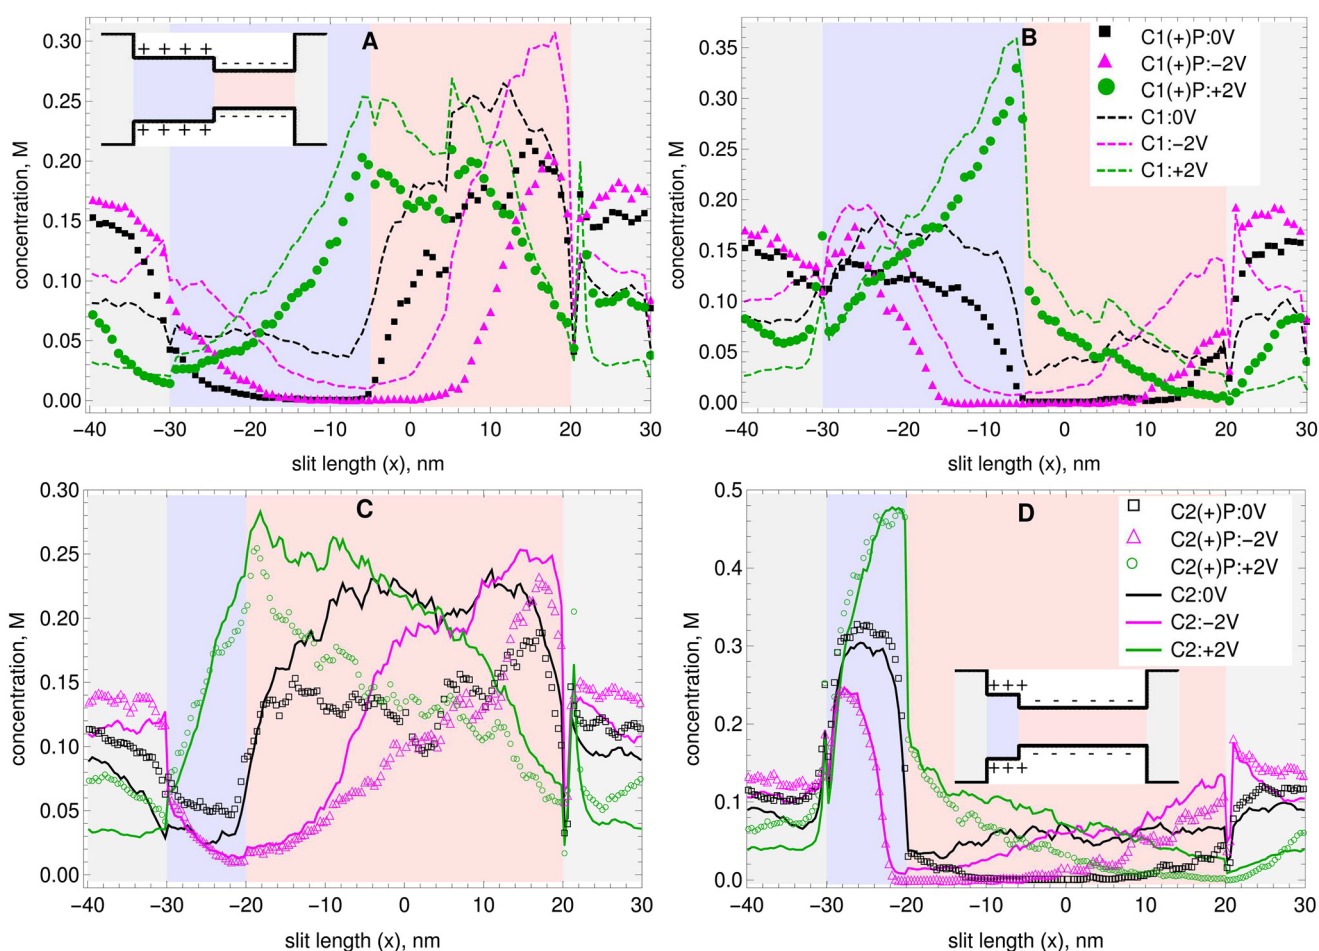 A
+ + + +
- - - - -
- - - - -
+ + + +
0.30
0.25
0.20
0.15
0.10
0.05
0.00
concentration, M
−40 −30 −20 −10 0 10 20 30
slit length (x), nm
B
C1(+)P:0V
C1(+)P:−2V
C1(+)P:+2V
C1:0V
C1:−2V
C1:+2V
0.35
0.30
0.25
0.20
0.15
0.10
0.05
0.00
concentration, M
−40 −30 −20 −10 0 10 20 30
slit length (x), nm
C
0.30
0.25
0.20
0.15
0.10
0.05
0.00
concentration, M
−40 −30 −20 −10 0 10 20 30
slit length (x), nm
D
C2(+)P:0V
C2(+)P:−2V
C2(+)P:+2V
C2:0V
C2:−2V
C2:+2V
+++
- - - - - - -
- - - - - - -
+++
0.5
0.4
0.3
0.2
0.1
0.0
concentration, M
−40 −30 −20 −10 0 10 20 30
slit length (x), nm